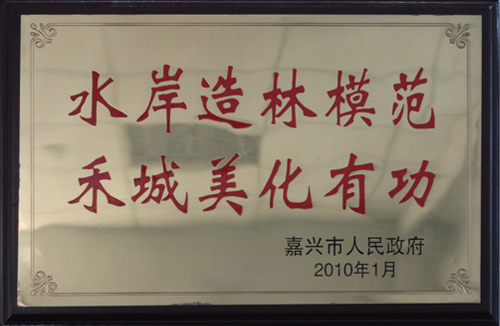 水岸造林模范
禾城美化有功
嘉兴市人民政府
2010年1月